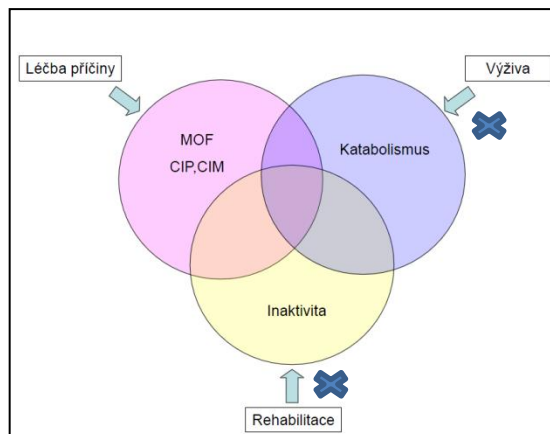 Léčba příčiny
Výživa
MOF
CIP,CIM
Katabolismus
Inaktivita
Rehabilitace